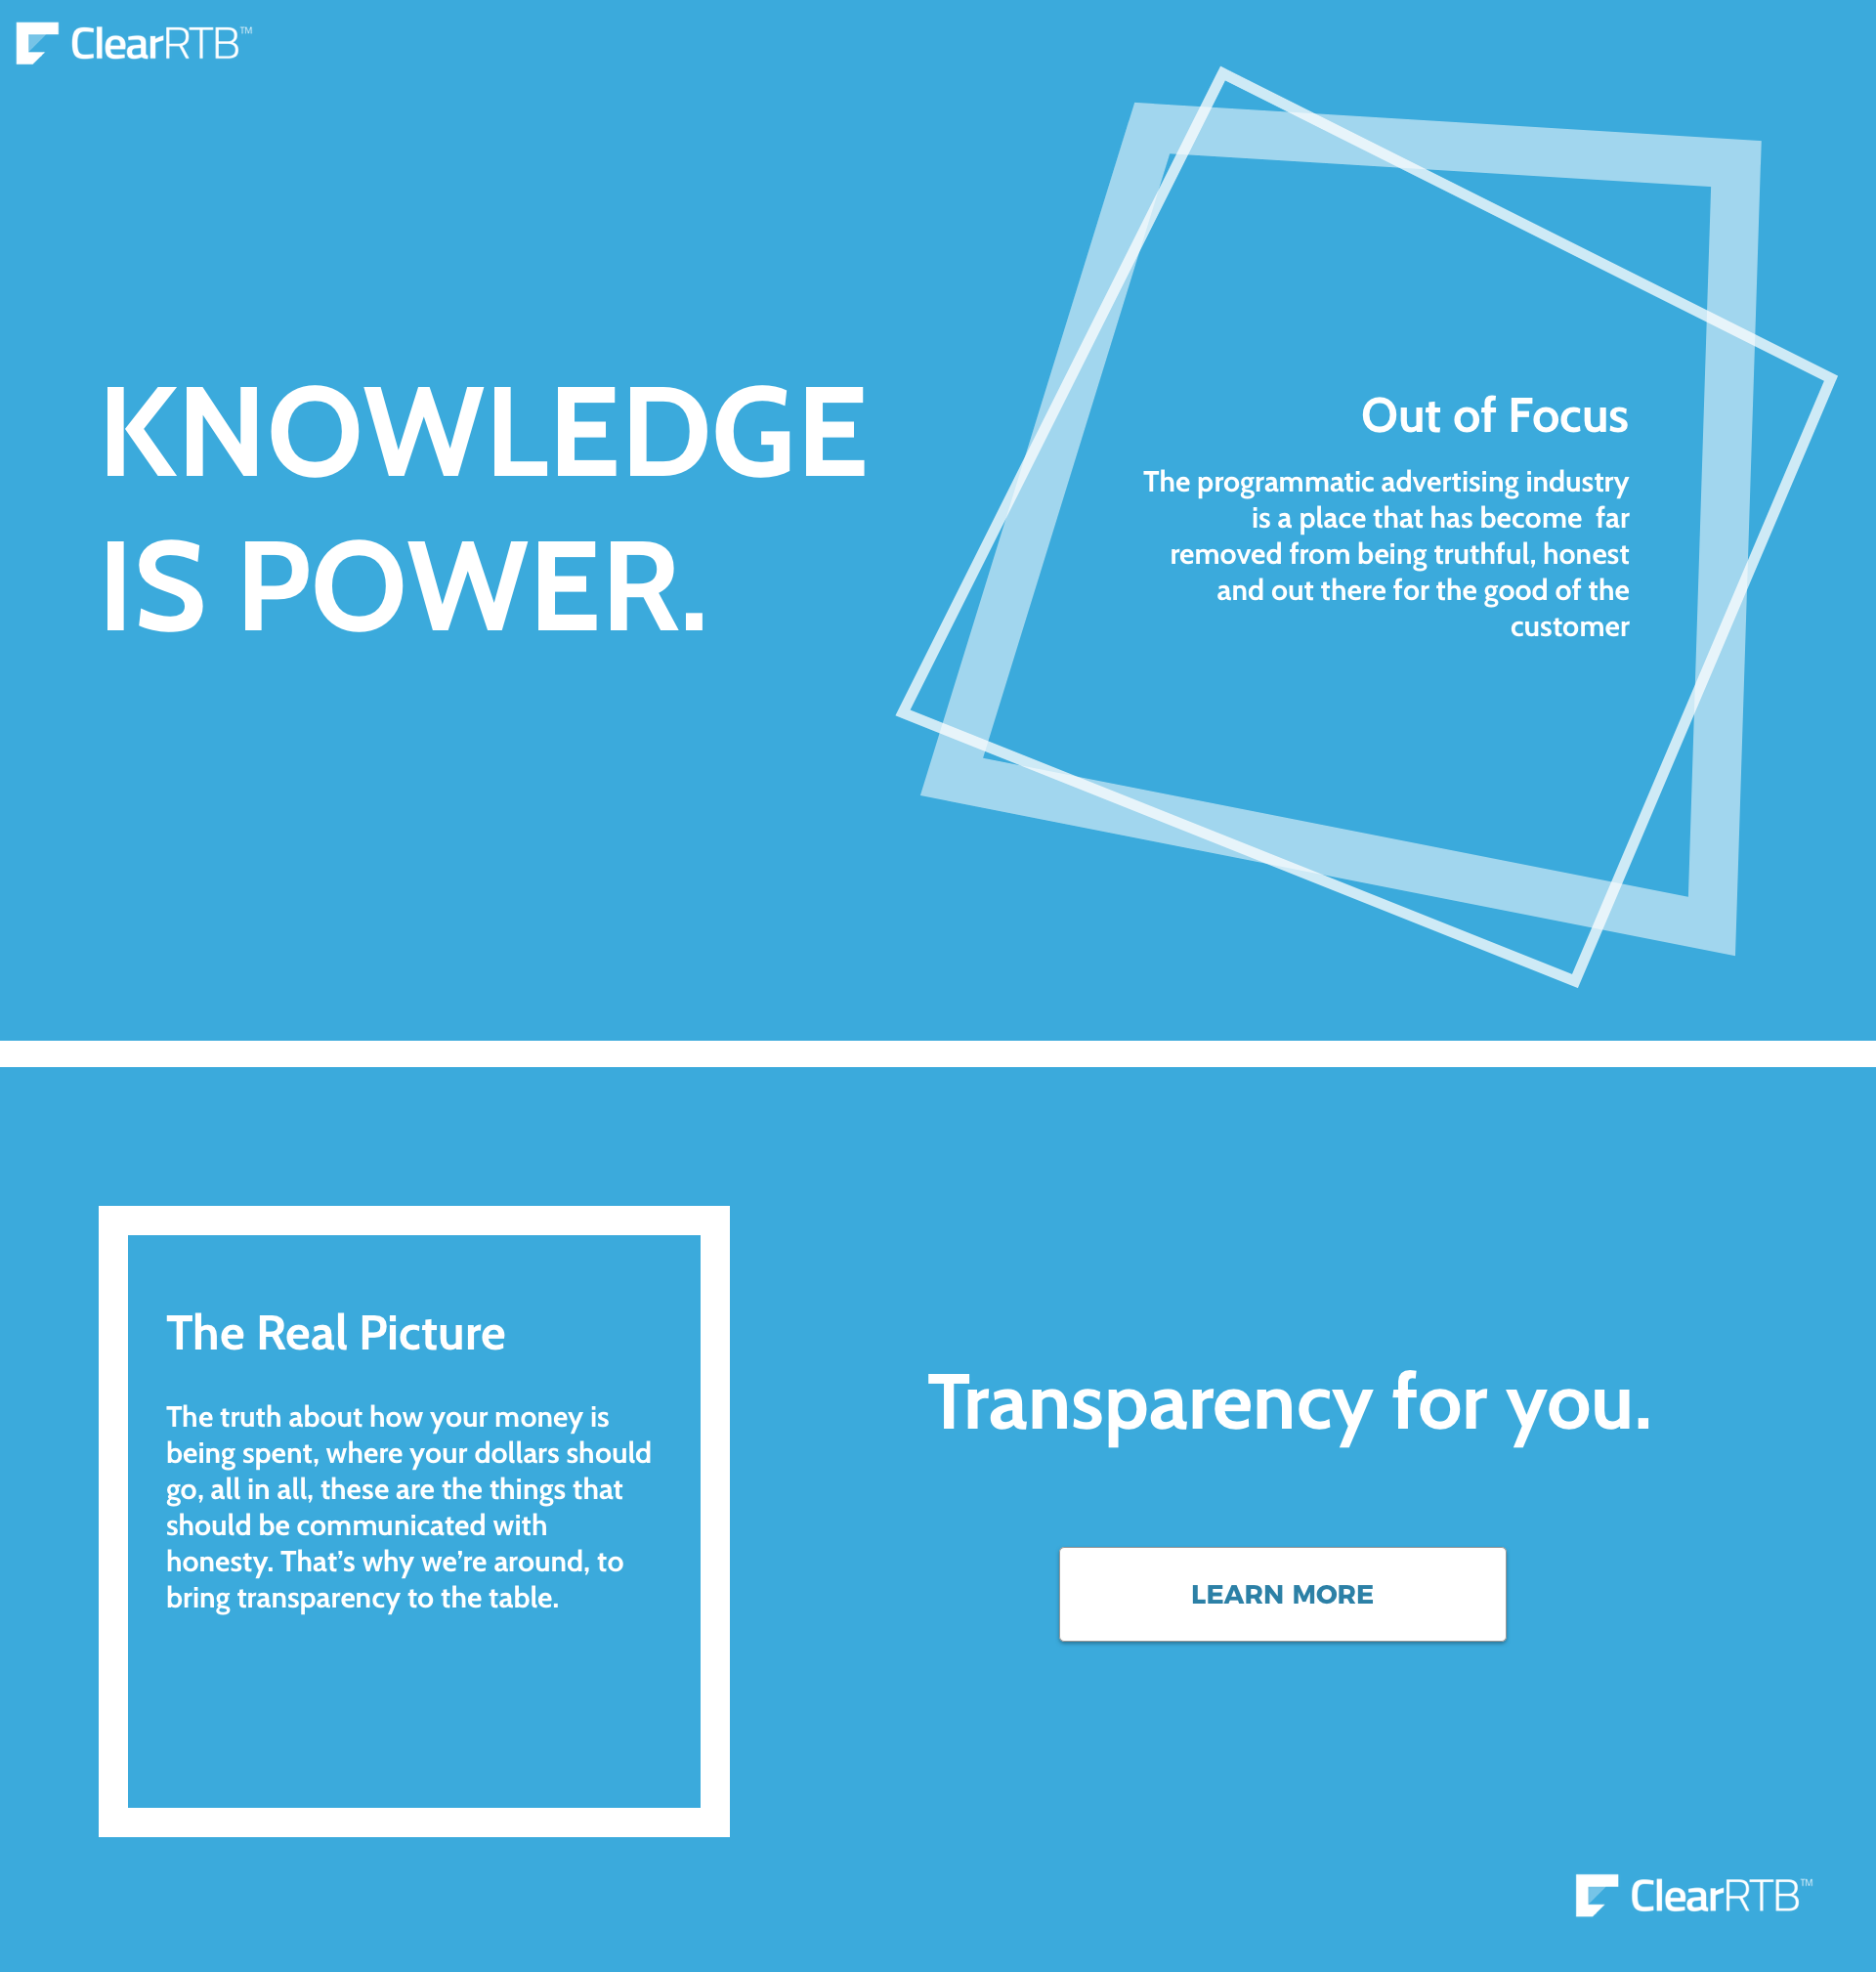 ClearRTB™
KNOWLEDGE
IS POWER.
Out of Focus
The programmatic advertising industry
is a place that has become  far
removed from being truthful, honest
and out there for the good of the
customer
The Real Picture
The truth about how your money is
being spent, where your dollars should
go, all in all, these are the things that
should be communicated with
honesty. That’s why we’re around, to
bring transparency to the table.
Transparency for you.
LEARN MORE
ClearRTB™